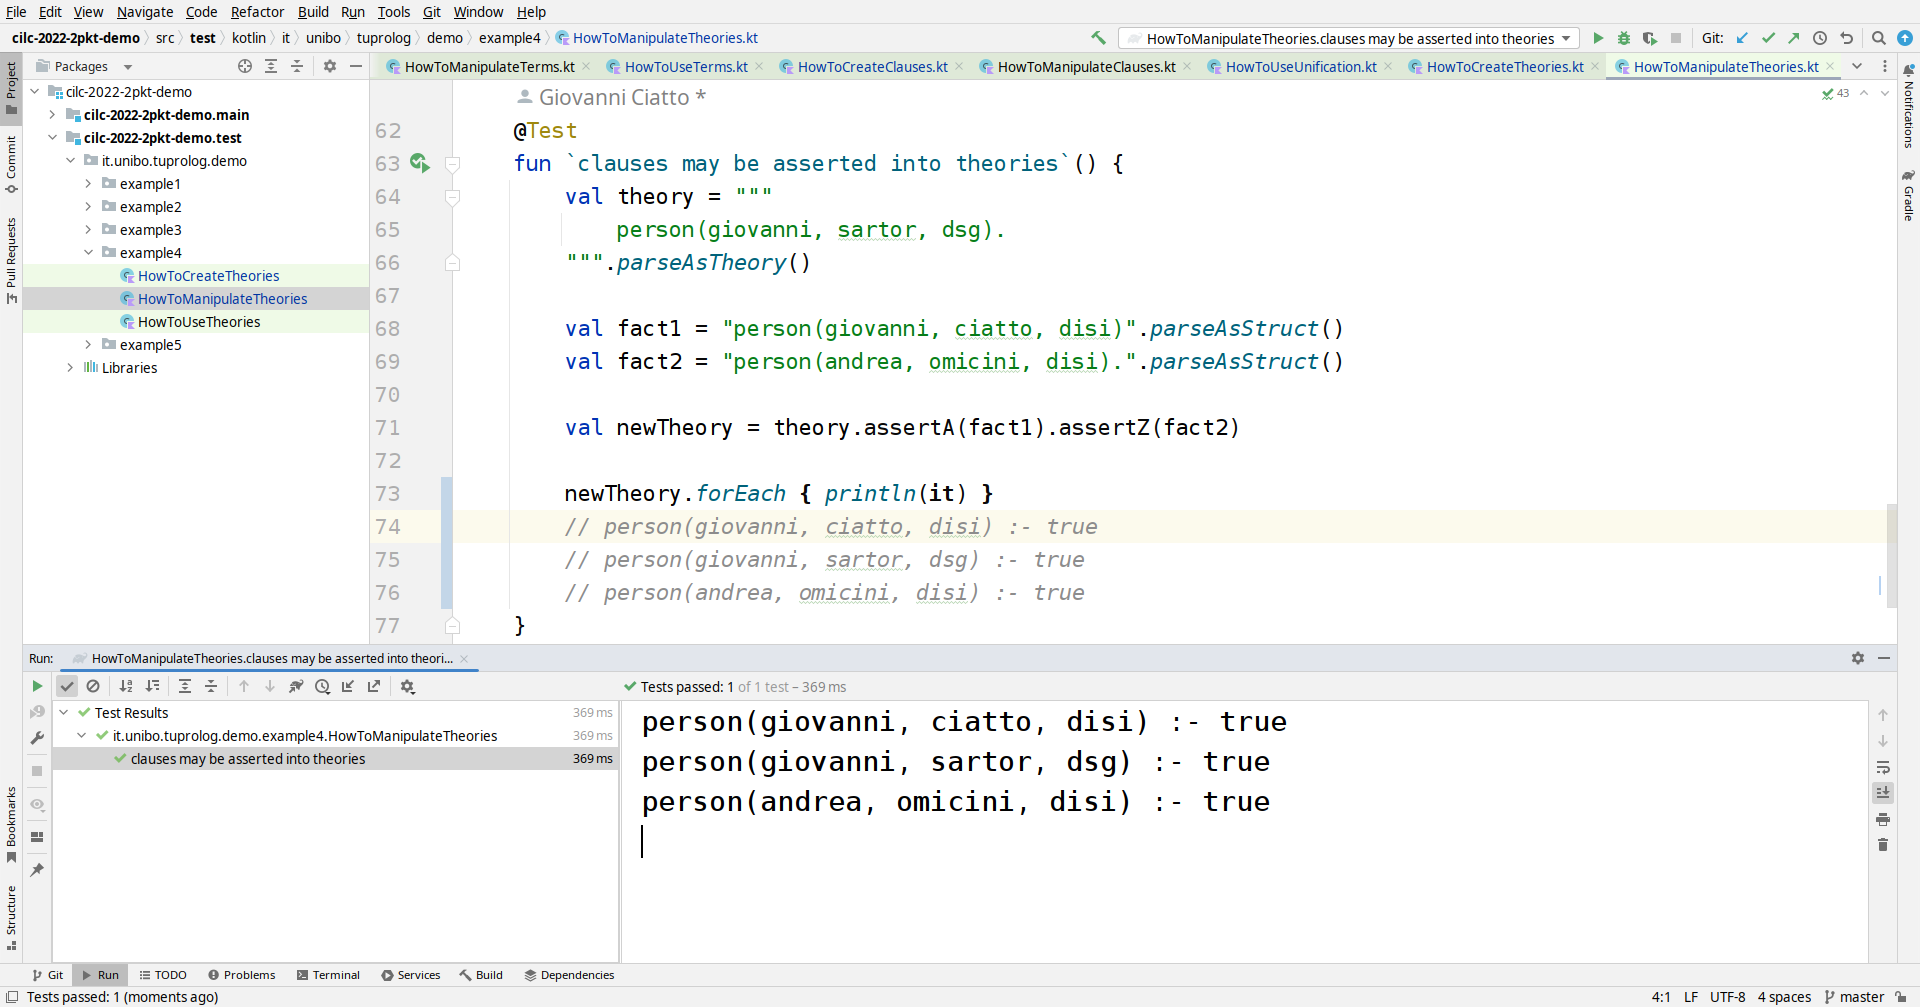 File Edit View Navigate Code Refactor Build Run Tools Git Window Help
cilc-2022-2pkt-demo src test kotlin it unibo tuprolog demo example4 HowToManipulateTheories.kt
HowToManipulateTheories.clauses may be asserted into theories
Git:
Packages
HowToManipulateTerms.kt HowToUseTerms.kt HowToCreateClauses.kt HowToManipulateClauses.kt HowToUseUnification.kt HowToCreateTheories.kt HowToManipulateTheories.kt
Project
Commit
Pull Requests
Bookmarks
Structure
Notifications
Gradle
cilc-2022-2pkt-demo
cilc-2022-2pkt-demo.main
cilc-2022-2pkt-demo.test
it.unibo.tuprolog.demo
example1
example2
example3
example4
HowToCreateTheories
HowToManipulateTheories
HowToUseTheories
example5
Libraries
Giovanni Ciatto *
43
62 @Test
63 fun `clauses may be asserted into theories`() {
64 val theory = """
65 person(giovanni, sartor, dsg).
66 """.parseAsTheory()
67
68 val fact1 = "person(giovanni, ciatto, disi)".parseAsStruct()
69 val fact2 = "person(andrea, omicini, disi).".parseAsStruct()
70
71 val newTheory = theory.assertA(fact1).assertZ(fact2)
72
73 newTheory.forEach { println(it) }
74 // person(giovanni, ciatto, disi) :- true
75 // person(giovanni, sartor, dsg) :- true
76 // person(andrea, omicini, disi) :- true
77 }
Run: HowToManipulateTheories.clauses may be asserted into theori...
Tests passed: 1 of 1 test – 369 ms
Test Results 369 ms
it.unibo.tuprolog.demo.example4.HowToManipulateTheories 369 ms
clauses may be asserted into theories 369 ms
person(giovanni, ciatto, disi) :- true
person(giovanni, sartor, dsg) :- true
person(andrea, omicini, disi) :- true
Git Run TODO Problems Terminal Services Build Dependencies
Tests passed: 1 (moments ago)
4:1 LF UTF-8 4 spaces master